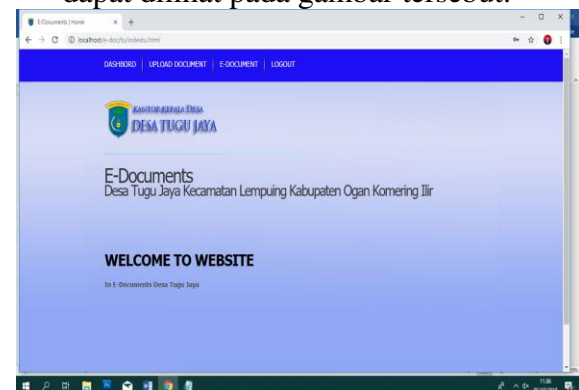 dapat dilihat pada gambar tersebut.
E-Documents | Home
localhost/e-doc/tu/indextu.html
DASHBORD | UPLOAD DOCUMENT | E-DOCUMENT | LOGOUT
KANTOR KEPALA DESA
DESA TUGU JAYA
E-Documents
Desa Tugu Jaya Kecamatan Lempuing Kabupaten Ogan Komering Ilir
WELCOME TO WEBSITE
In E-Documents Desa Tugu Jaya